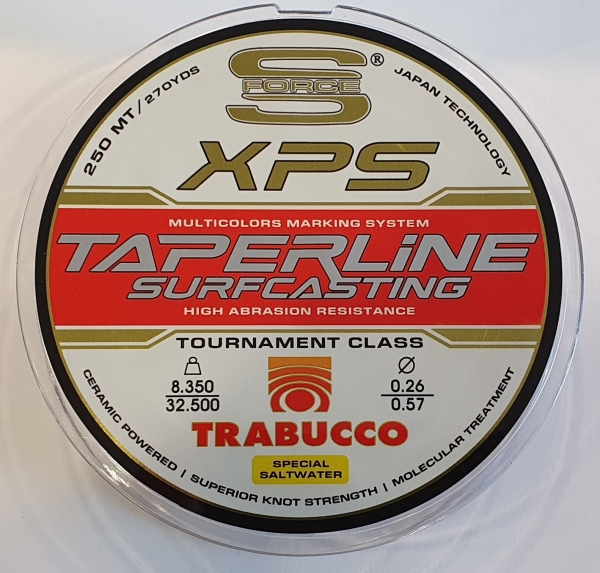 S
FORCE
®
250 MT / 270YDS
JAPAN TECHNOLOGY
XPS
MULTICOLORS MARKING SYSTEM
TAPERLiNE
SURFCASTING
HIGH ABRASION RESISTANCE
TOURNAMENT CLASS
8.350
32.500
Ø
0.26
0.57
TRABUCCO
SPECIAL
SALTWATER
CERAMIC POWERED | SUPERIOR KNOT STRENGTH | MOLECULAR TREATMENT